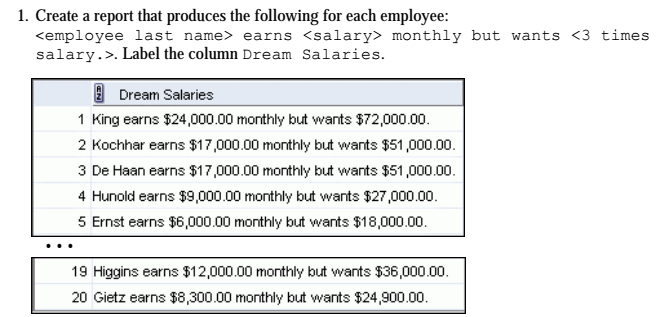 1. Create a report that produces the following for each employee:
<employee last name> earns <salary> monthly but wants <3 times
salary.>. Label the column Dream Salaries.
Dream Salaries
1 King earns $24,000.00 monthly but wants $72,000.00.
2 Kochhar earns $17,000.00 monthly but wants $51,000.00.
3 De Haan earns $17,000.00 monthly but wants $51,000.00.
4 Hunold earns $9,000.00 monthly but wants $27,000.00.
5 Ernst earns $6,000.00 monthly but wants $18,000.00.
...
19 Higgins earns $12,000.00 monthly but wants $36,000.00.
20 Gietz earns $8,300.00 monthly but wants $24,900.00.